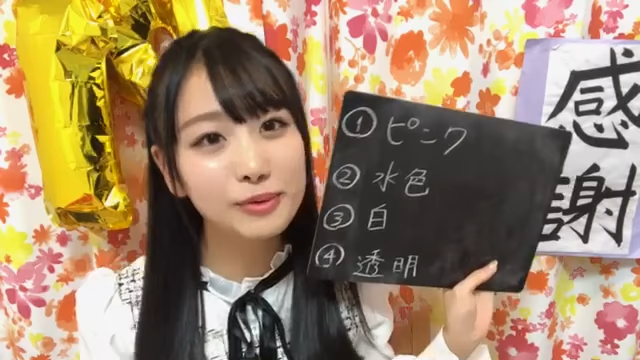 ① ピンク
② 水色
③ 白
④ 透明
感謝